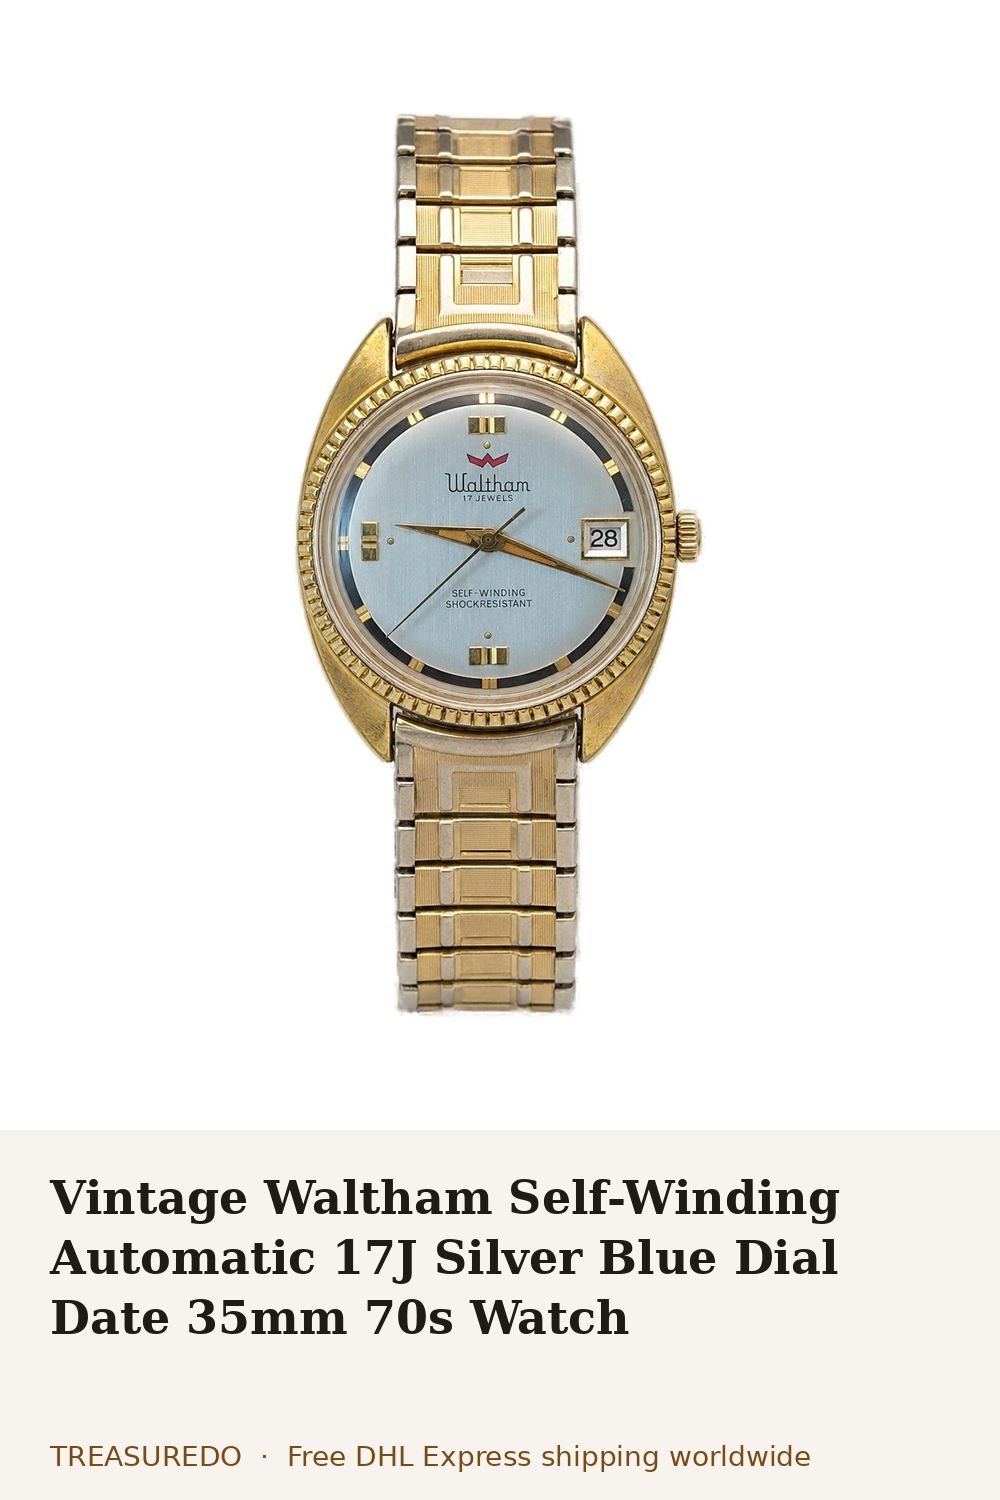 Waltham
17 JEWELS
28
SELF-WINDING
SHOCKRESISTANT
Vintage Waltham Self-Winding
Automatic 17J Silver Blue Dial
Date 35mm 70s Watch
TREASUREDO · Free DHL Express shipping worldwide